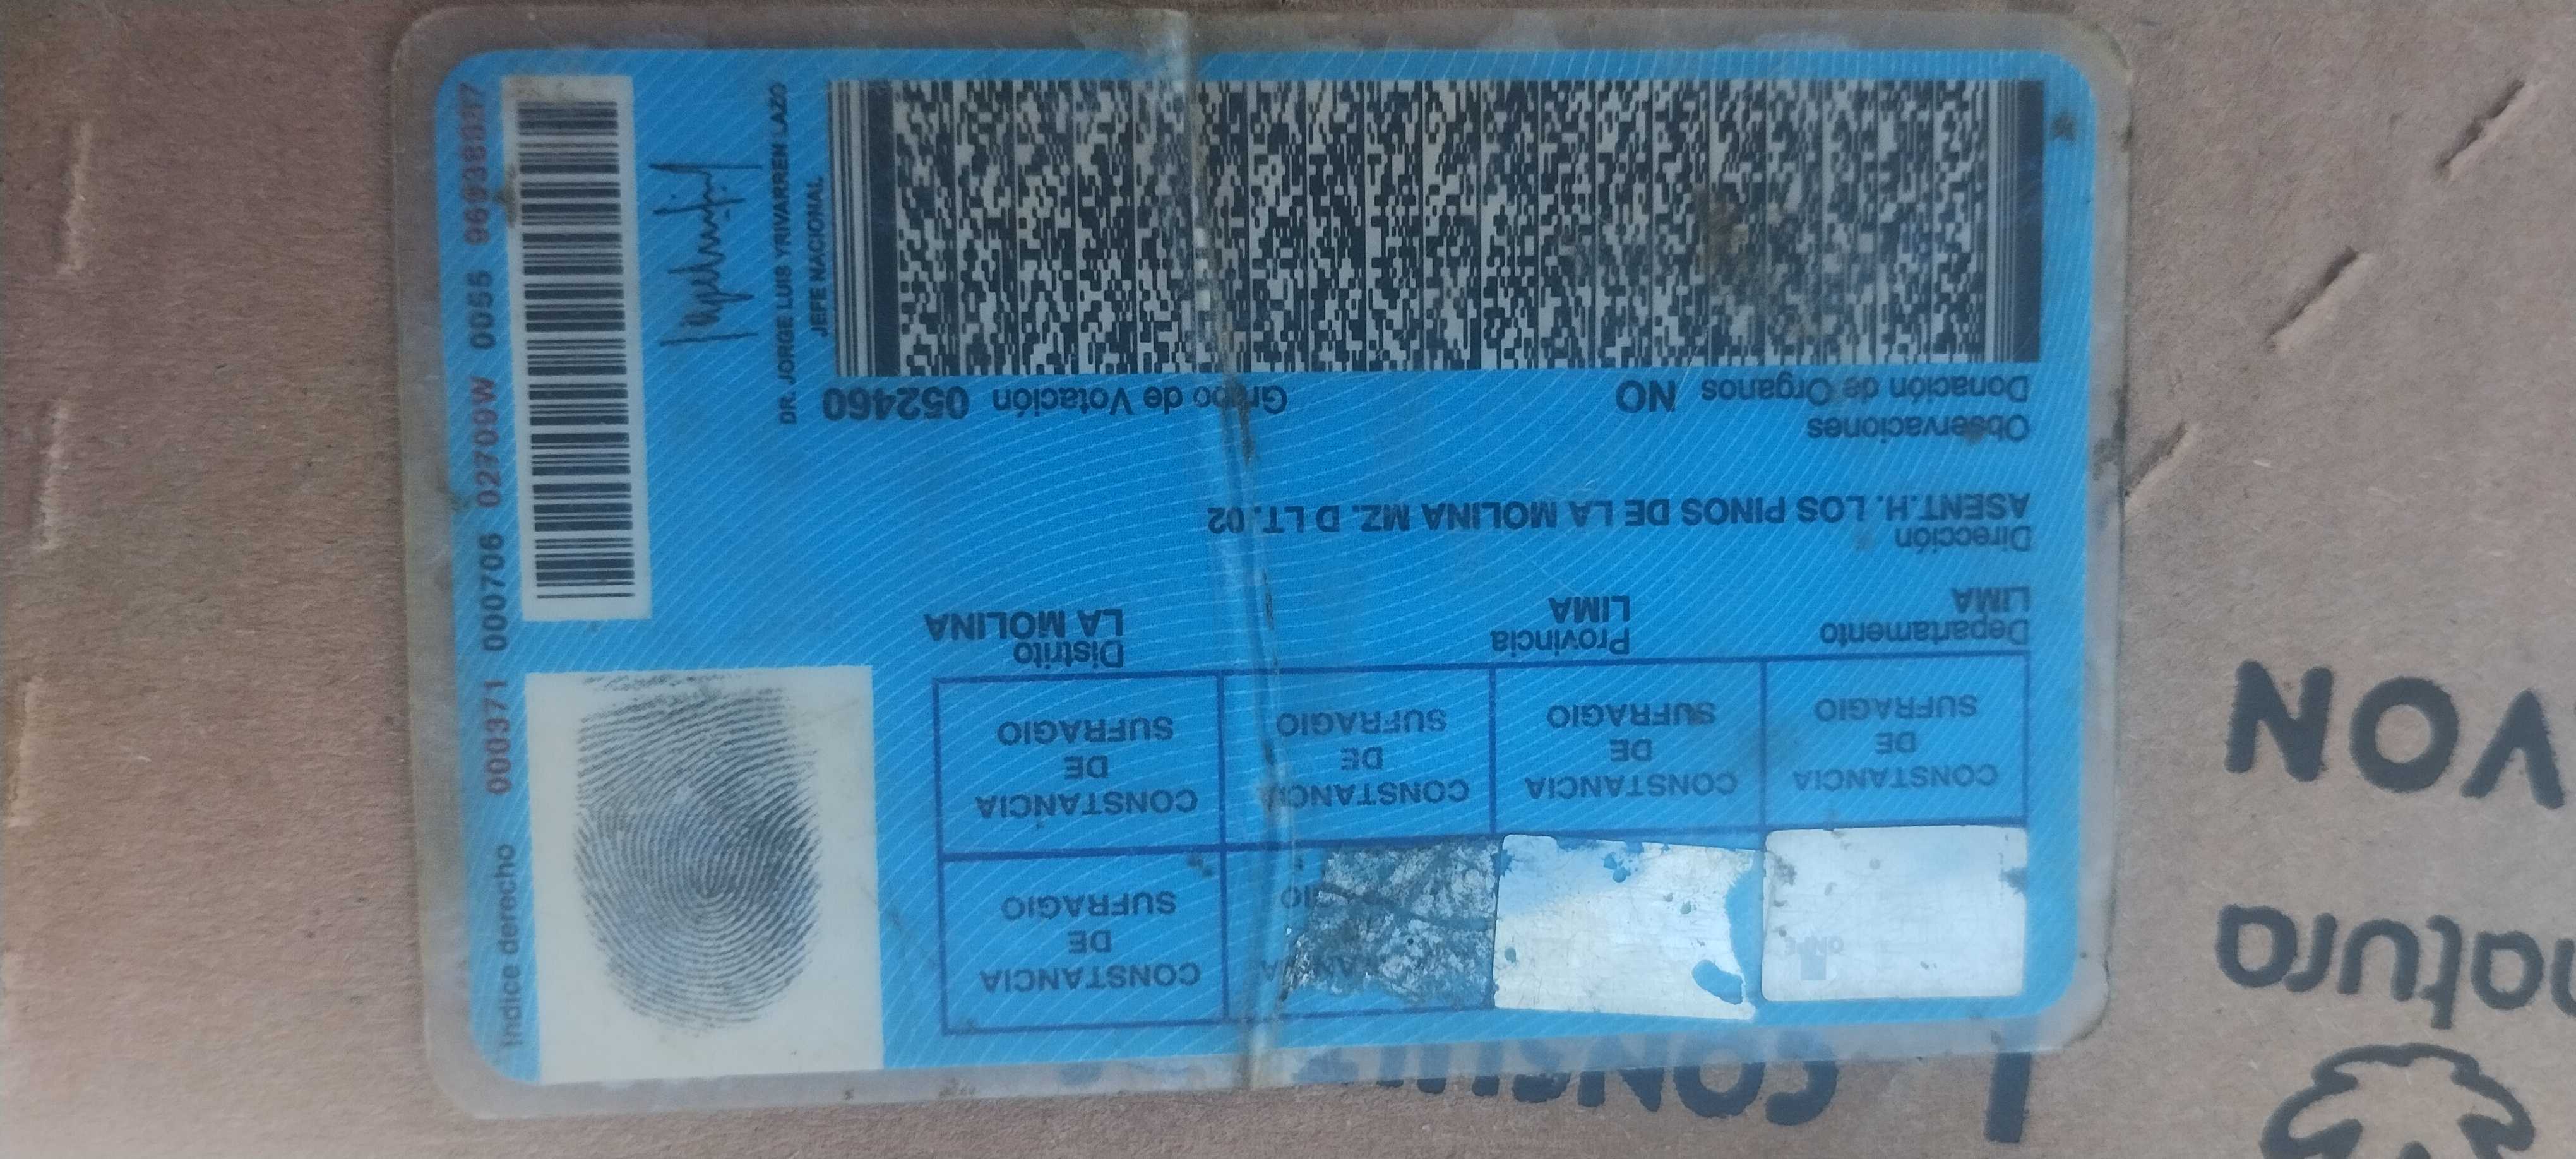 CONSTANCIA
DE
SUFRAGIO
CONSTANCIA
DE
SUFRAGIO
CONSTANCIA
DE
SUFRAGIO
CONSTANCIA
DE
SUFRAGIO
CONSTANCIA
DE
SUFRAGIO
Departamento
LIMA
Provincia
LIMA
Distrito
LA MOLINA
Dirección
ASENT.H. LOS PINOS DE LA MOLINA MZ. D LT. 02
Observaciones
Donación de Organos NO
Grupo de Votación 052460
DR. JORGE LUIS YRIVARREN LAZO
JEFE NACIONAL
Indice derecho
000371 000706 02709W 0055
natura